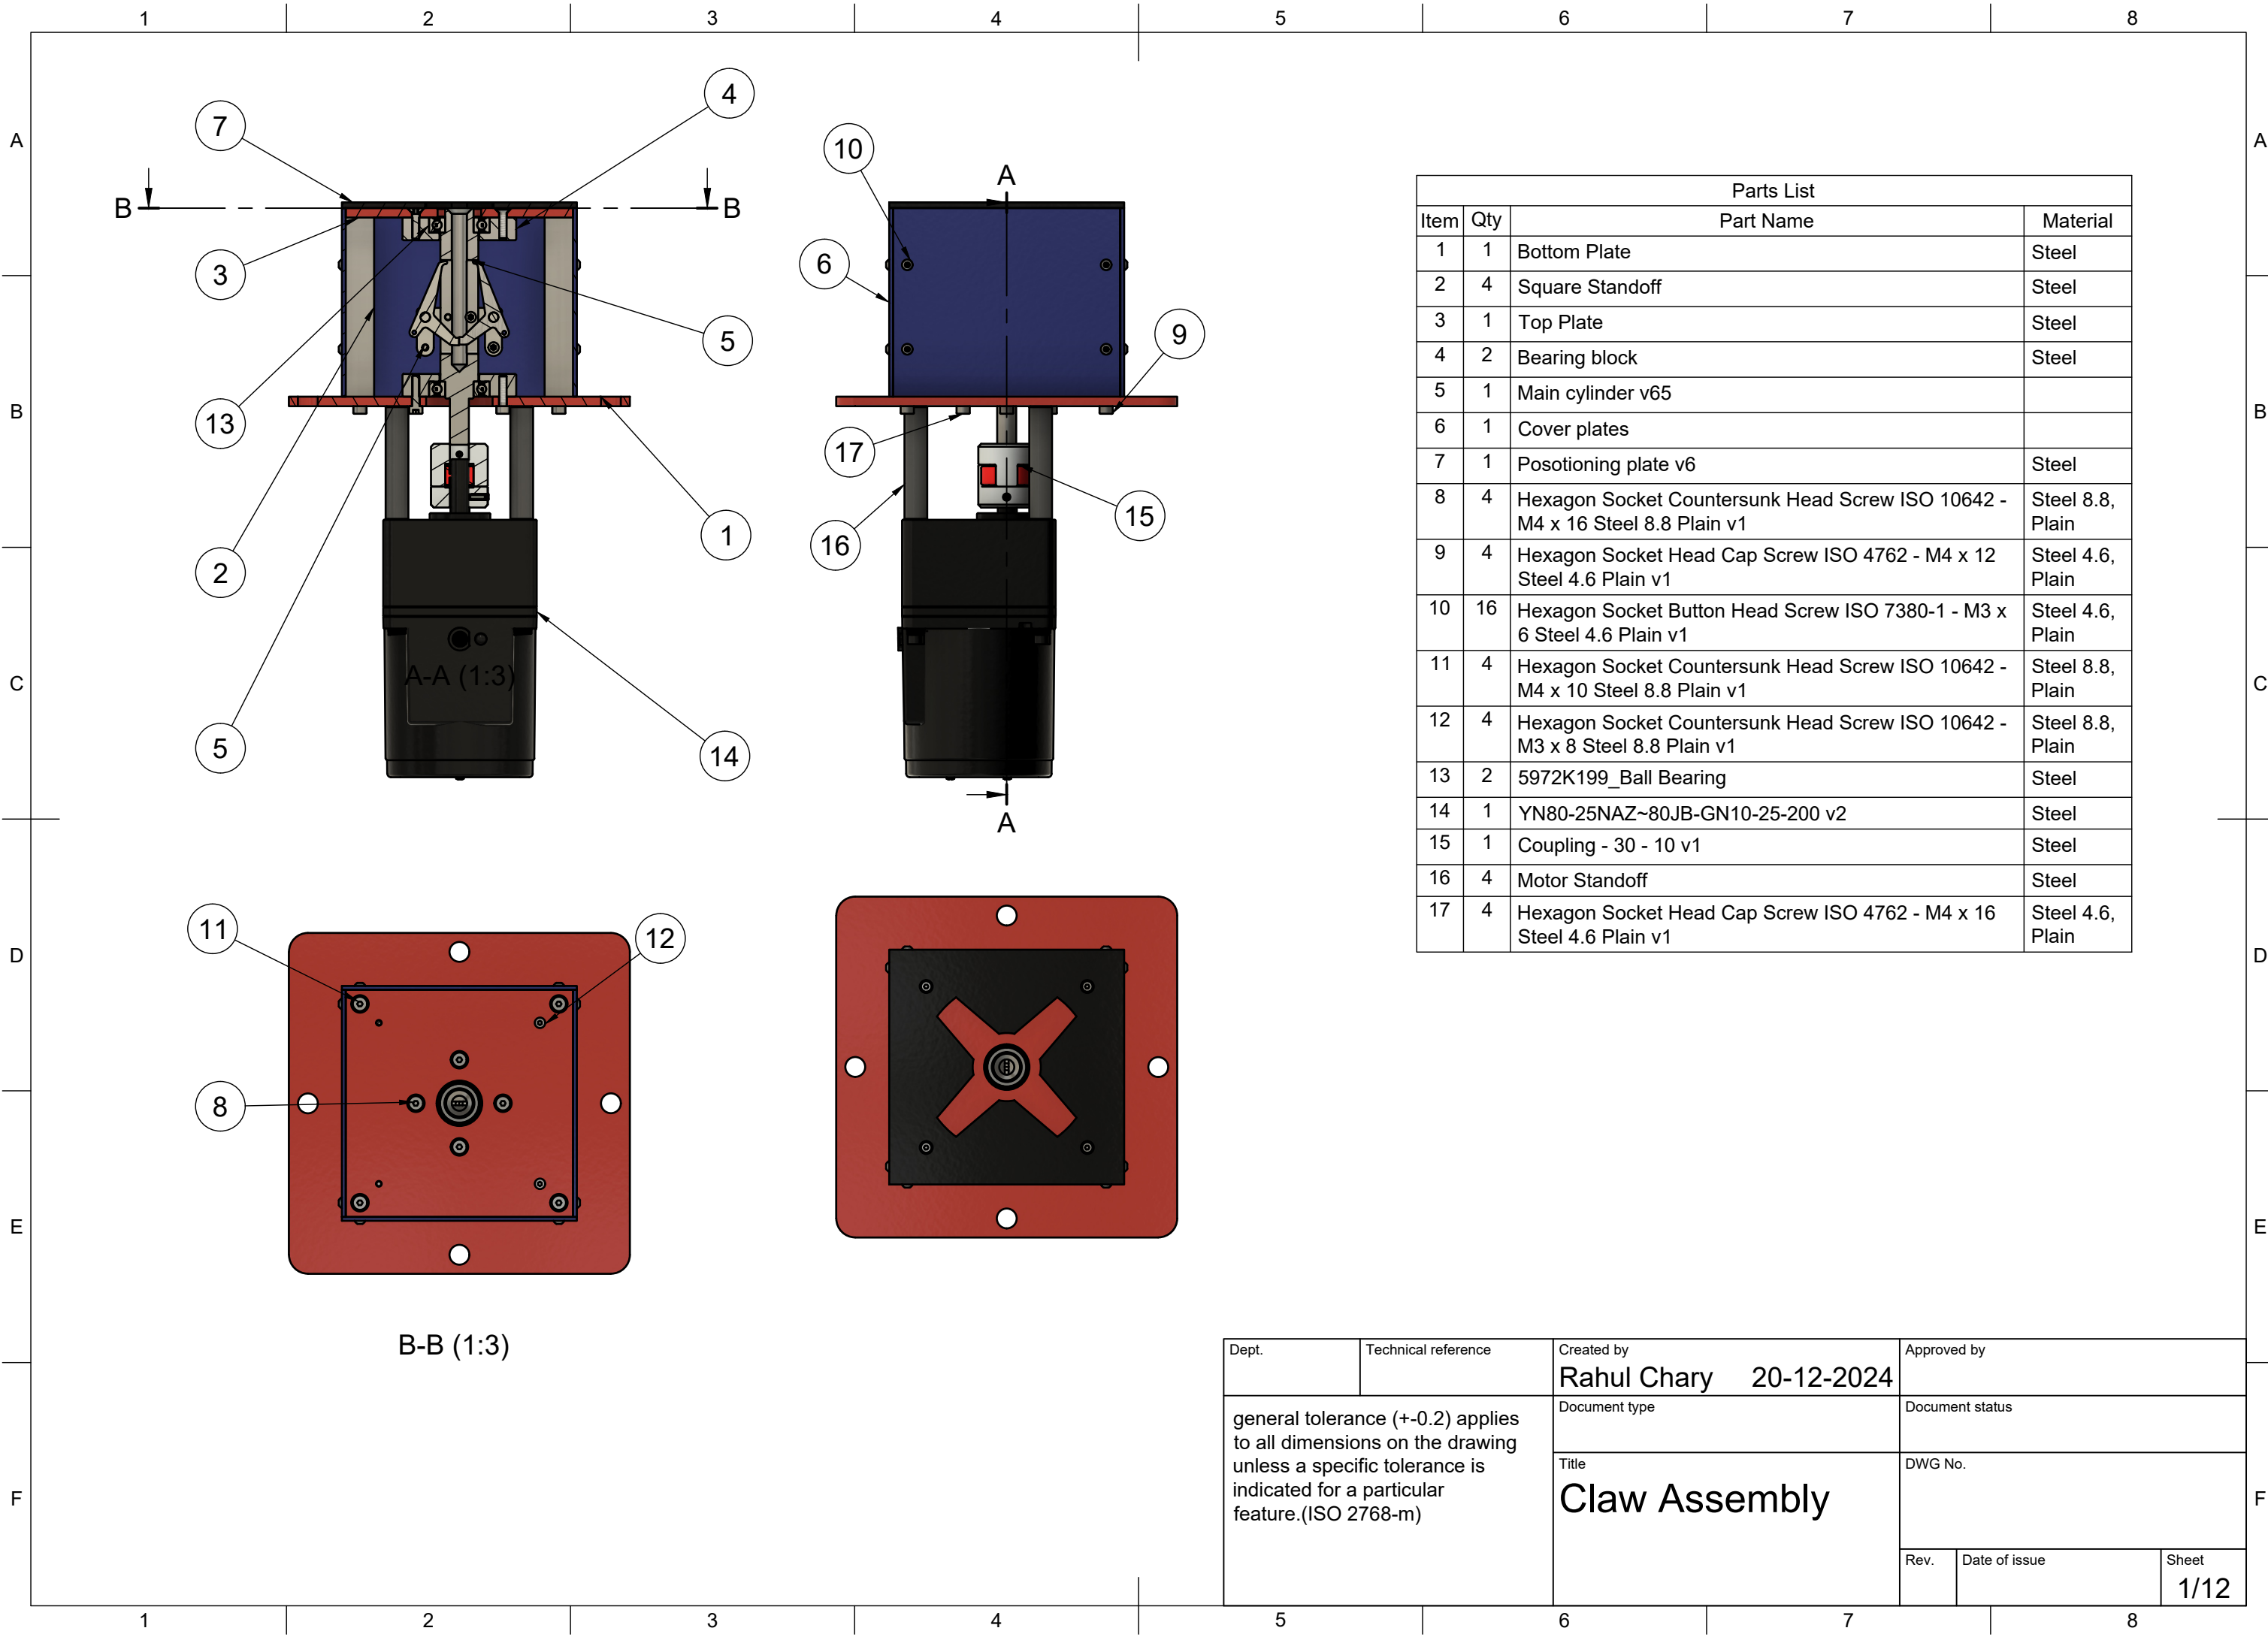 1 2 3 4 5 6 7 8
A A
B B
C C
D D
E E
F F
7
4
B B
3
13
5
2
1
A-A (1:3)
5
14
10
A
6
9
17
15
16
A
11
12
8
B-B (1:3)
Parts List
Item Qty Part Name Material
1 1 Bottom Plate Steel
2 4 Square Standoff Steel
3 1 Top Plate Steel
4 2 Bearing block Steel
5 1 Main cylinder v65
6 1 Cover plates
7 1 Posotioning plate v6 Steel
8 4 Hexagon Socket Countersunk Head Screw ISO 10642 - Steel 8.8,
M4 x 16 Steel 8.8 Plain v1 Plain
9 4 Hexagon Socket Head Cap Screw ISO 4762 - M4 x 12 Steel 4.6,
Steel 4.6 Plain v1 Plain
10 16 Hexagon Socket Button Head Screw ISO 7380-1 - M3 x Steel 4.6,
6 Steel 4.6 Plain v1 Plain
11 4 Hexagon Socket Countersunk Head Screw ISO 10642 - Steel 8.8,
M4 x 10 Steel 8.8 Plain v1 Plain
12 4 Hexagon Socket Countersunk Head Screw ISO 10642 - Steel 8.8,
M3 x 8 Steel 8.8 Plain v1 Plain
13 2 5972K199_Ball Bearing Steel
14 1 YN80-25NAZ~80JB-GN10-25-200 v2 Steel
15 1 Coupling - 30 - 10 v1 Steel
16 4 Motor Standoff Steel
17 4 Hexagon Socket Head Cap Screw ISO 4762 - M4 x 16 Steel 4.6,
Steel 4.6 Plain v1 Plain
Dept. Technical reference Created by Approved by
Rahul Chary 20-12-2024
general tolerance (+-0.2) applies
to all dimensions on the drawing
unless a specific tolerance is
indicated for a particular
feature.(ISO 2768-m)
Document type Document status
Title DWG No.
Claw Assembly
Rev. Date of issue Sheet
1/12
1 2 3 4 5 6 7 8